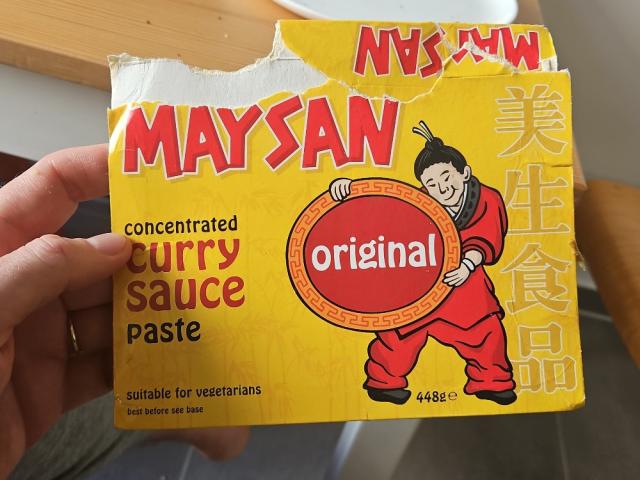 MAYSAN
MAYSAN
concentrated
curry
sauce
paste
original
suitable for vegetarians
best before see base
448g℮
美生食品